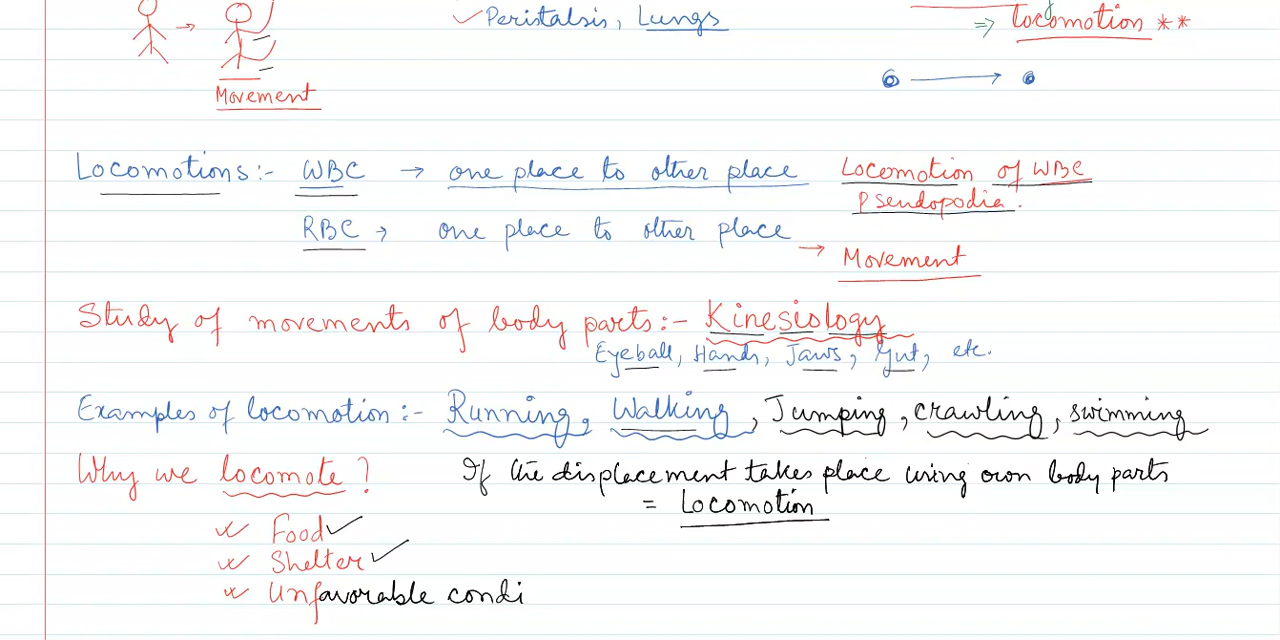 Peristalsis, Lungs
=> Locomotion **
Movement
Locomotions:- WBC → one place to other place Locomotion of WBC
Pseudopodia.
RBC → one place to other place
→ Movement
Study of movements of body parts:- Kinesiology
Eyeball, Hands, Jaws, Gut, etc.
Examples of locomotion:- Running, Walking, Jumping, crawling, swimming
Why we locomote? If the displacement takes place using own body parts
= Locomotion
Food
Shelter
Unfavorable condi